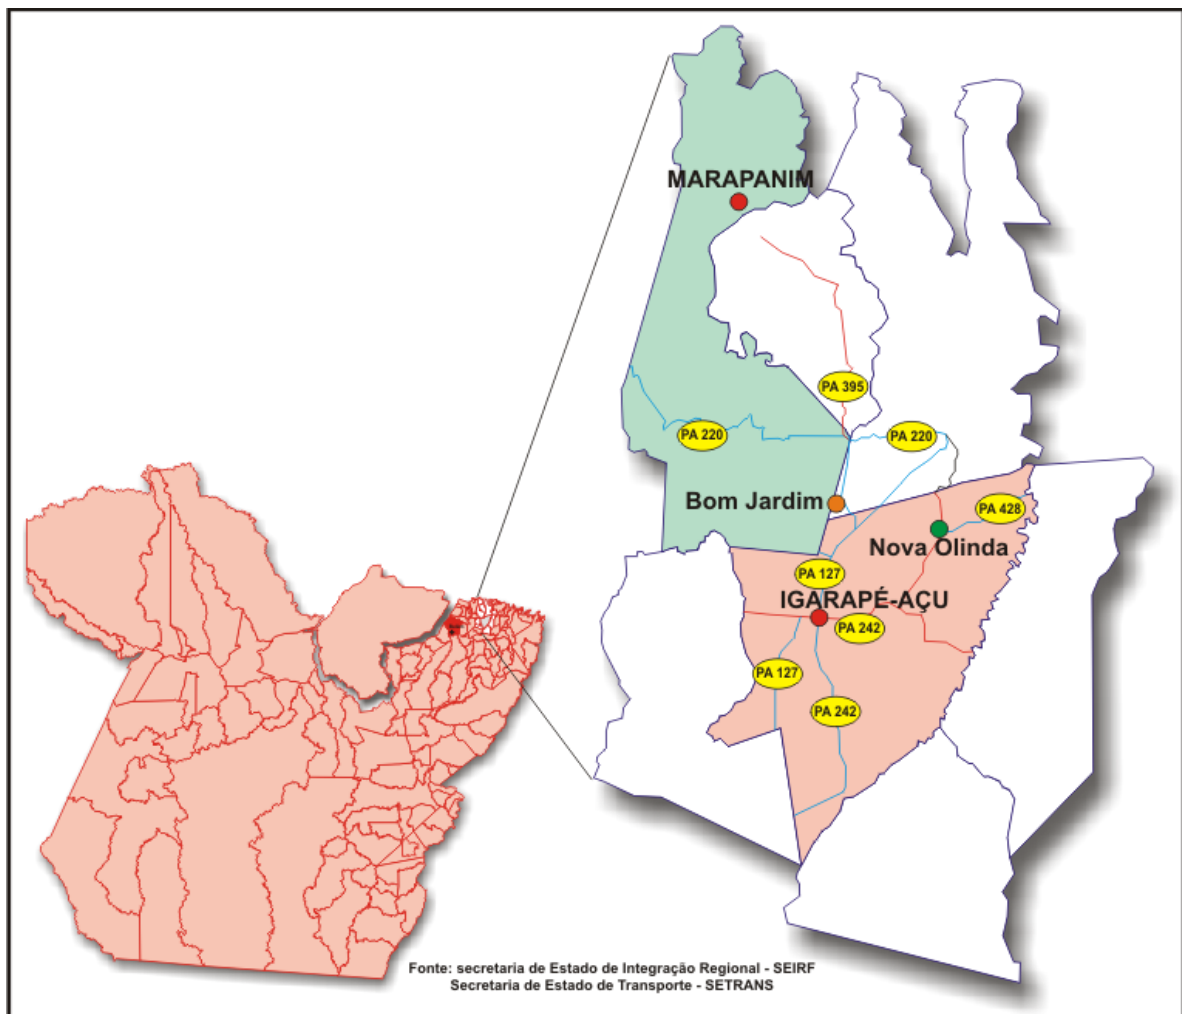 MARAPANIM
PA 395
PA 220
PA 220
Bom Jardim
PA 428
Nova Olinda
PA 127
IGARAPÉ-AÇU
PA 242
PA 127
PA 242
Fonte: secretaria de Estado de Integração Regional - SEIRF
Secretaria de Estado de Transporte - SETRANS